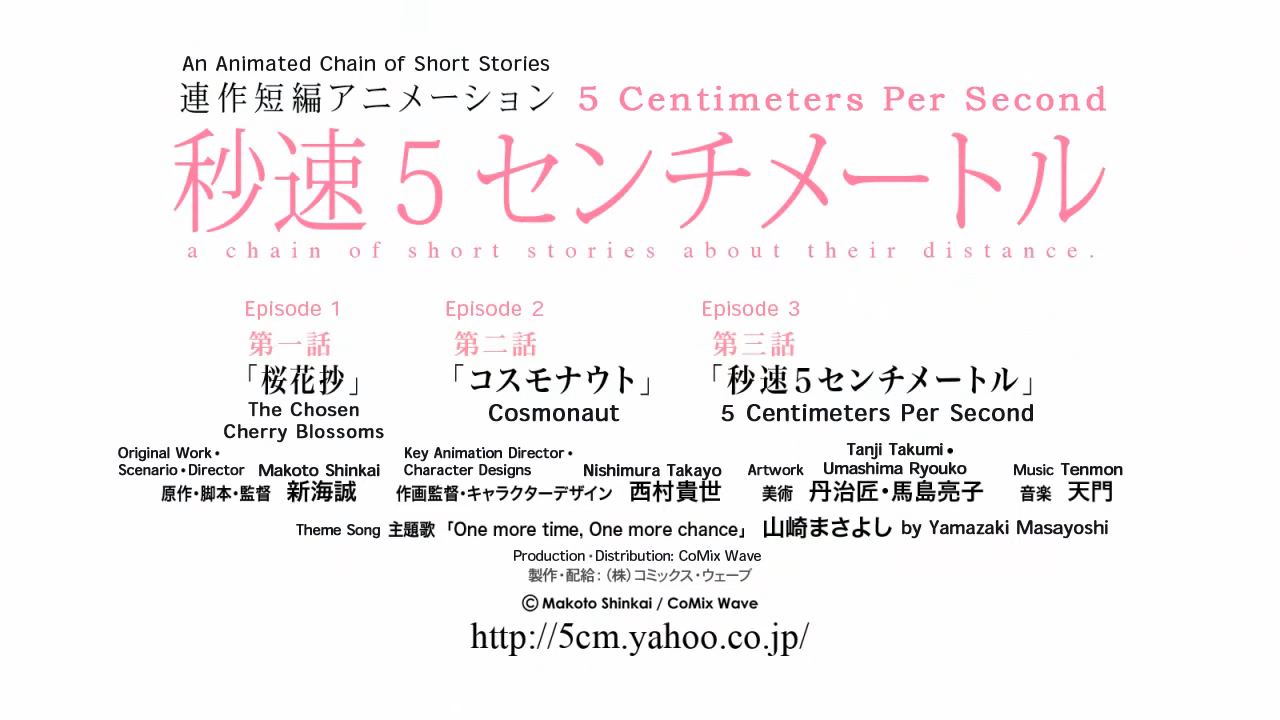 An Animated Chain of Short Stories
連作短編アニメーション 5 Centimeters Per Second
秒速5センチメートル
a chain of short stories about their distance.
Episode 1 Episode 2 Episode 3
第一話 第二話 第三話
「桜花抄」 「コスモナウト」 「秒速5センチメートル」
The Chosen Cosmonaut 5 Centimeters Per Second
Cherry Blossoms
Original Work・ Key Animation Director・ Tanji Takumi・
Scenario・Director Makoto Shinkai Character Designs Nishimura Takayo Artwork Umashima Ryouko Music Tenmon
原作・脚本・監督 新海誠 作画監督・キャラクターデザイン 西村貴世 美術 丹治匠・馬島亮子 音楽 天門
Theme Song 主題歌 「One more time, One more chance」 山崎まさよし by Yamazaki Masayoshi
Production・Distribution: CoMix Wave
製作・配給：（株）コミックス・ウェーブ
© Makoto Shinkai / CoMix Wave
http://5cm.yahoo.co.jp/